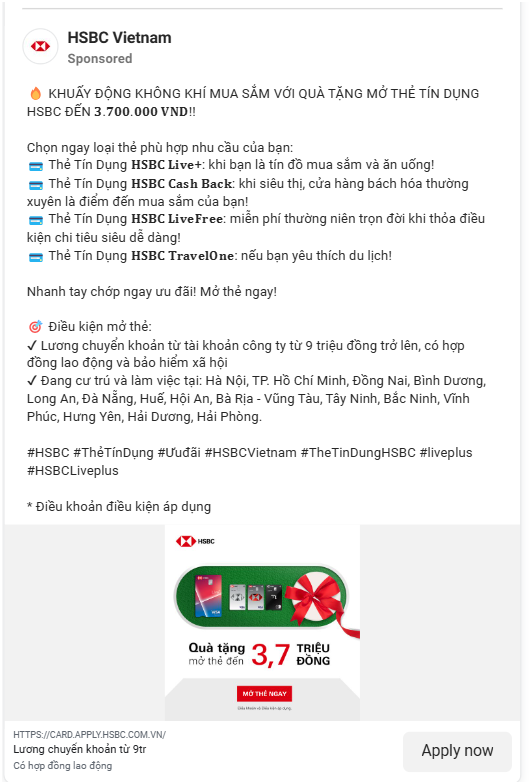 HSBC Vietnam
Sponsored
🔥 KHUẤY ĐỘNG KHÔNG KHÍ MUA SẮM VỚI QUÀ TẶNG MỞ THẺ TÍN DỤNG
HSBC ĐẾN 3.700.000 VND!!
Chọn ngay loại thẻ phù hợp nhu cầu của bạn:
💳 Thẻ Tín Dụng HSBC Live+: khi bạn là tín đồ mua sắm và ăn uống!
💳 Thẻ Tín Dụng HSBC Cash Back: khi siêu thị, cửa hàng bách hóa thường
xuyên là điểm đến mua sắm của bạn!
💳 Thẻ Tín Dụng HSBC LiveFree: miễn phí thường niên trọn đời khi thỏa điều
kiện chi tiêu siêu dễ dàng!
💳 Thẻ Tín Dụng HSBC TravelOne: nếu bạn yêu thích du lịch!
Nhanh tay chớp ngay ưu đãi! Mở thẻ ngay!
🎯 Điều kiện mở thẻ:
✓ Lương chuyển khoản từ tài khoản công ty từ 9 triệu đồng trở lên, có hợp
đồng lao động và bảo hiểm xã hội
✓ Đang cư trú và làm việc tại: Hà Nội, TP. Hồ Chí Minh, Đồng Nai, Bình Dương,
Long An, Đà Nẵng, Huế, Hội An, Bà Rịa - Vũng Tàu, Tây Ninh, Bắc Ninh, Vĩnh
Phúc, Hưng Yên, Hải Dương, Hải Phòng.
#HSBC #ThẻTínDụng #Ưuđãi #HSBCVietnam #TheTinDungHSBC #liveplus
#HSBCLiveplus
* Điều khoản điều kiện áp dụng
HSBC
Quà tặng
mở thẻ đến
3,7 TRIỆU
ĐỒNG
MỞ THẺ NGAY
Điều khoản và Điều kiện áp dụng.
HTTPS://CARD.APPLY.HSBC.COM.VN/
Lương chuyển khoản từ 9tr
Có hợp đồng lao động
Apply now